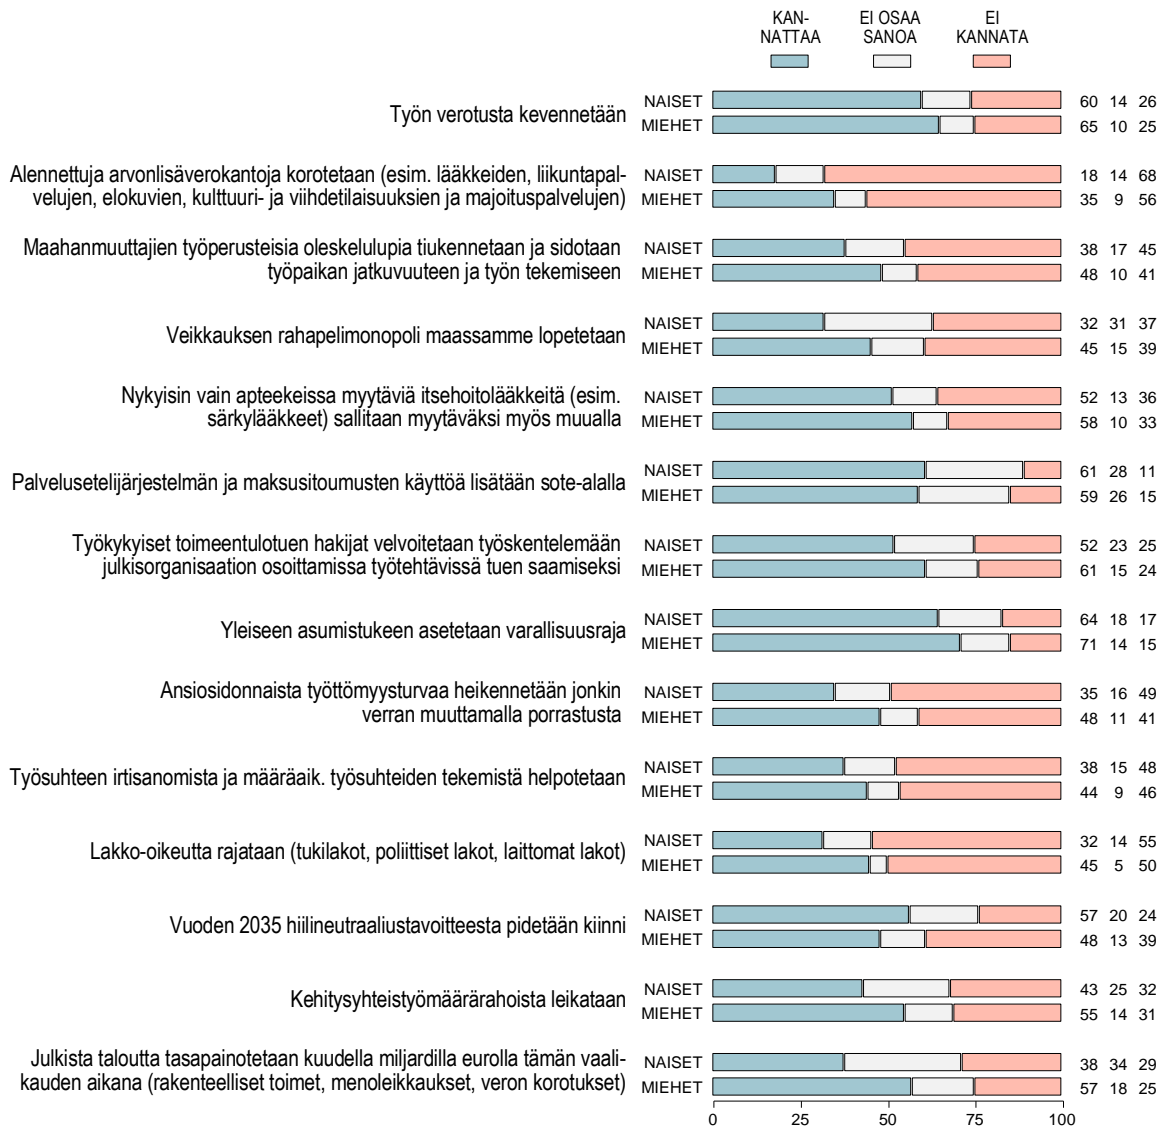 KAN-
NATTAA
EI OSAA
SANOA
EI
KANNATA
Työn verotusta kevennetään
NAISET 60 14 26
MIEHET 65 10 25
Alennettuja arvonlisäverokantoja korotetaan (esim. lääkkeiden, liikuntapal-
velujen, elokuvien, kulttuuri- ja viihdetilaisuuksien ja majoituspalvelujen)
NAISET 18 14 68
MIEHET 35 9 56
Maahanmuuttajien työperusteisia oleskelulupia tiukennetaan ja sidotaan
työpaikan jatkuvuuteen ja työn tekemiseen
NAISET 38 17 45
MIEHET 48 10 41
Veikkauksen rahapelimonopoli maassamme lopetetaan
NAISET 32 31 37
MIEHET 45 15 39
Nykyisin vain apteekeissa myytäviä itsehoitolääkkeitä (esim.
särkylääkkeet) sallitaan myytäväksi myös muualla
NAISET 52 13 36
MIEHET 58 10 33
Palvelusetelijärjestelmän ja maksusitoumusten käyttöä lisätään sote-alalla
NAISET 61 28 11
MIEHET 59 26 15
Työkykyiset toimeentulotuen hakijat velvoitetaan työskentelemään
julkisorganisaation osoittamissa työtehtävissä tuen saamiseksi
NAISET 52 23 25
MIEHET 61 15 24
Yleiseen asumistukeen asetetaan varallisuusraja
NAISET 64 18 17
MIEHET 71 14 15
Ansiosidonnaista työttömyysturvaa heikennetään jonkin
verran muuttamalla porrastusta
NAISET 35 16 49
MIEHET 48 11 41
Työsuhteen irtisanomista ja määräaik. työsuhteiden tekemistä helpotetaan
NAISET 38 15 48
MIEHET 44 9 46
Lakko-oikeutta rajataan (tukilakot, poliittiset lakot, laittomat lakot)
NAISET 32 14 55
MIEHET 45 5 50
Vuoden 2035 hiilineutraaliustavoitteesta pidetään kiinni
NAISET 57 20 24
MIEHET 48 13 39
Kehitysyhteistyömäärärahoista leikataan
NAISET 43 25 32
MIEHET 55 14 31
Julkista taloutta tasapainotetaan kuudella miljardilla eurolla tämän vaali-
kauden aikana (rakenteelliset toimet, menoleikkaukset, veron korotukset)
NAISET 38 34 29
MIEHET 57 18 25
0 25 50 75 100